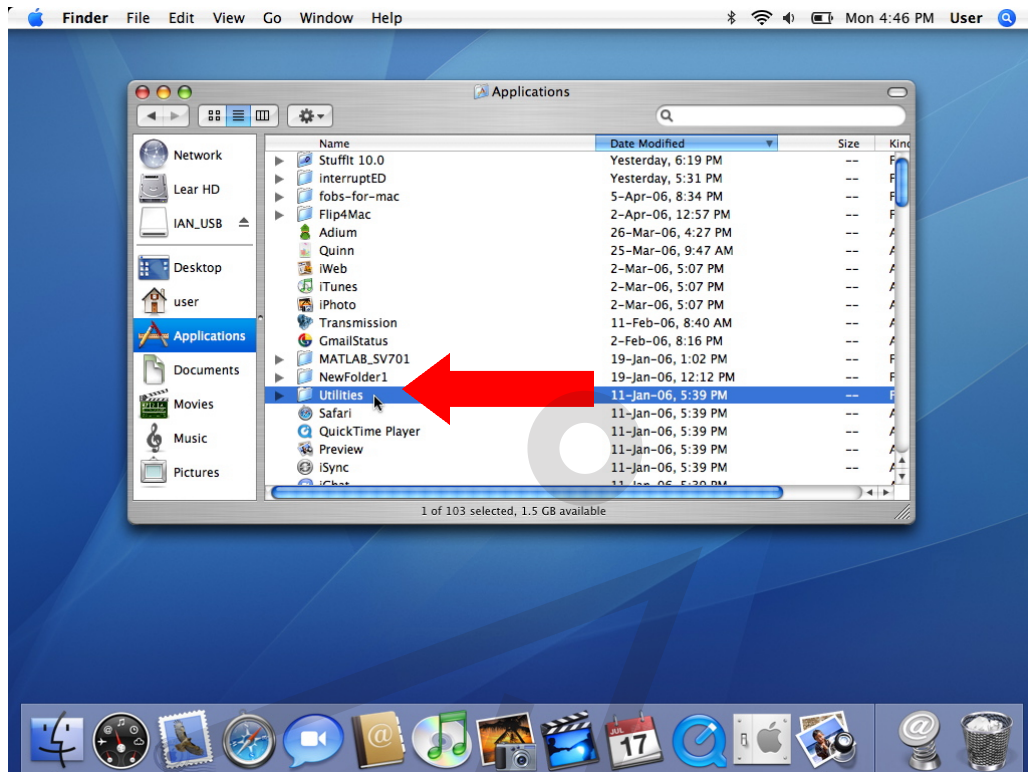 Finder File Edit View Go Window Help Mon 4:46 PM User
Applications
Network
Lear HD
IAN_USB
Desktop
user
Applications
Documents
Movies
Music
Pictures
Name Date Modified Size Kind
StuffIt 10.0 Yesterday, 6:19 PM -- F
interruptED Yesterday, 5:31 PM -- F
fobs-for-mac 5-Apr-06, 8:34 PM -- F
Flip4Mac 2-Apr-06, 12:57 PM -- F
Adium 26-Mar-06, 4:27 PM -- A
Quinn 25-Mar-06, 9:47 AM -- A
iWeb 2-Mar-06, 5:07 PM -- A
iTunes 2-Mar-06, 5:07 PM -- A
iPhoto 2-Mar-06, 5:07 PM -- A
Transmission 11-Feb-06, 8:40 AM -- A
GmailStatus 2-Feb-06, 8:16 PM -- A
MATLAB_SV701 19-Jan-06, 1:02 PM -- F
NewFolder1 19-Jan-06, 12:12 PM -- F
Utilities 11-Jan-06, 5:39 PM -- F
Safari 11-Jan-06, 5:39 PM -- A
QuickTime Player 11-Jan-06, 5:39 PM -- A
Preview 11-Jan-06, 5:39 PM -- A
iSync 11-Jan-06, 5:39 PM -- A
iChat 11-Jan-06, 5:39 PM --
1 of 103 selected, 1.5 GB available
JUL
17